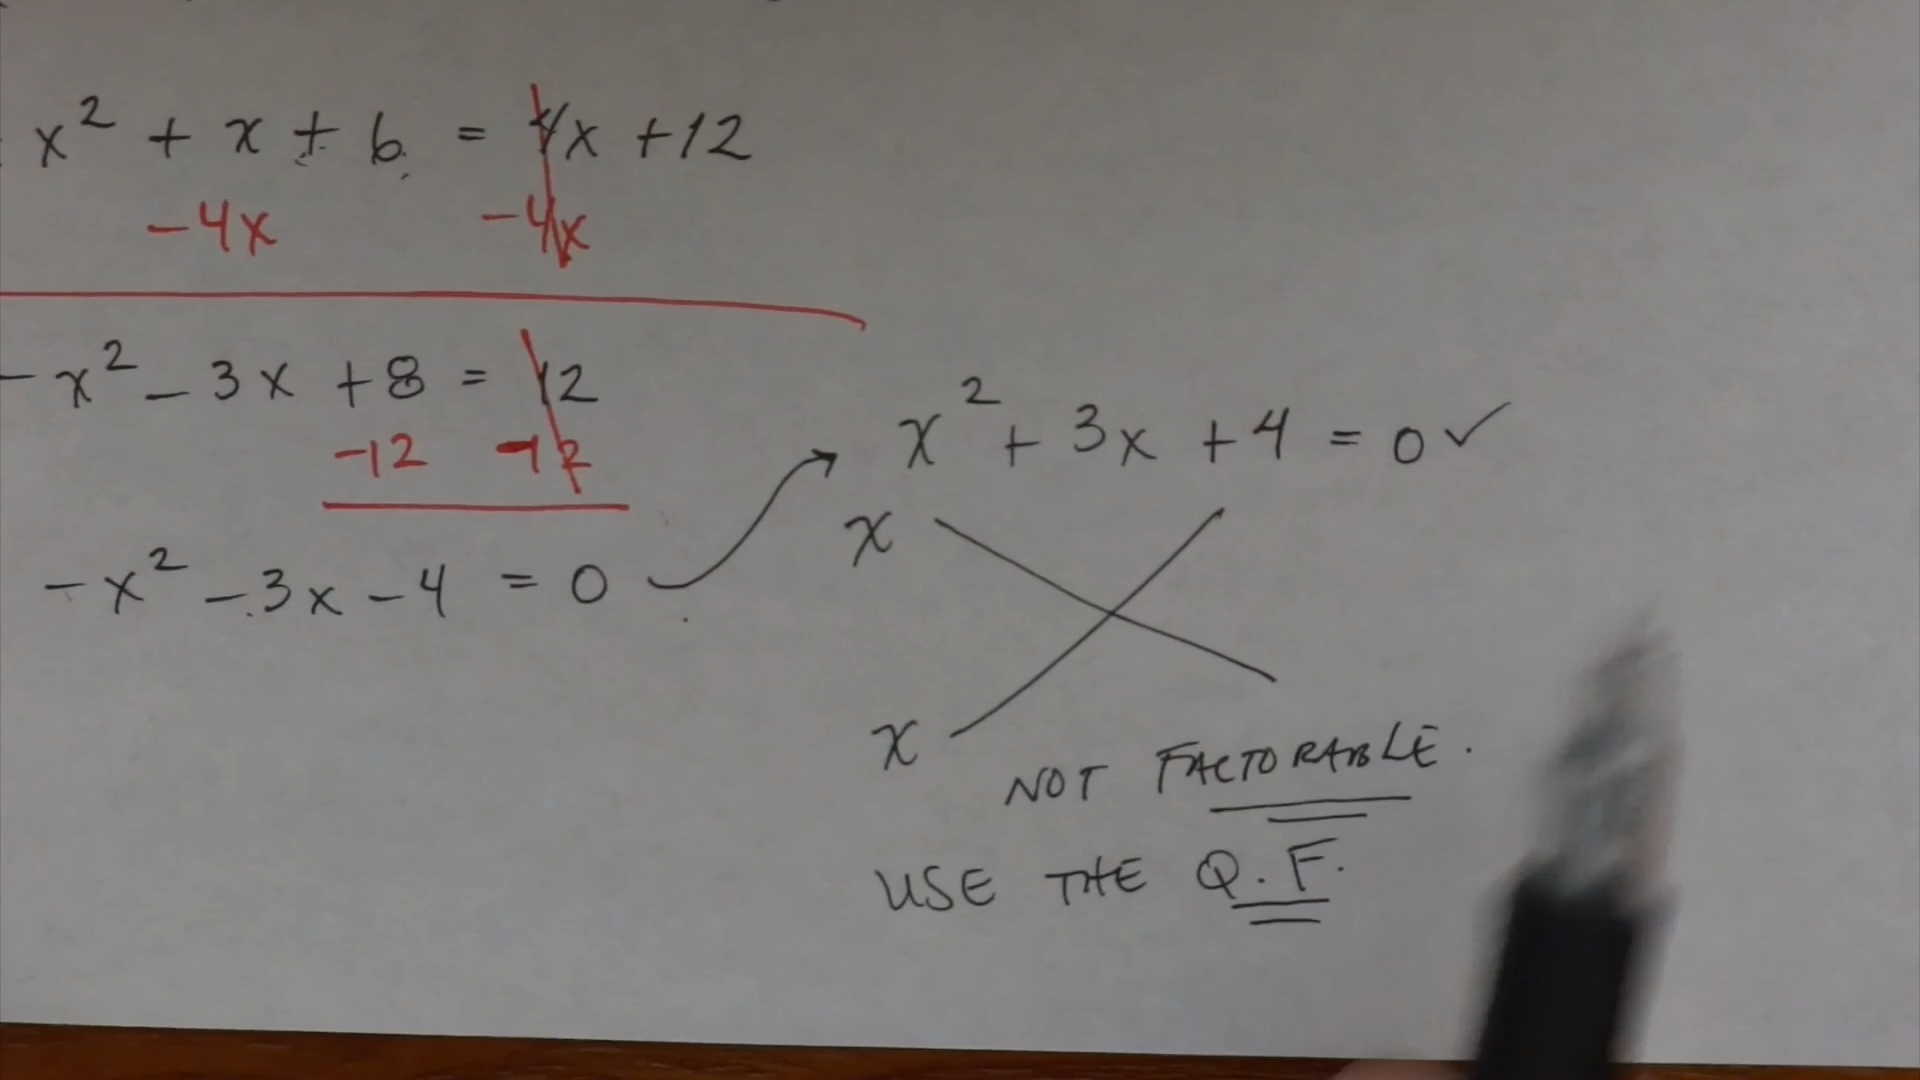 x² + x + 6 = 4x + 12
-4x -4x
-x² - 3x + 8 = 12
-12 -12
-x² - 3x - 4 = 0
x² + 3x + 4 = 0 ✓
x
x
NOT FACTORABLE.
USE THE Q.F.